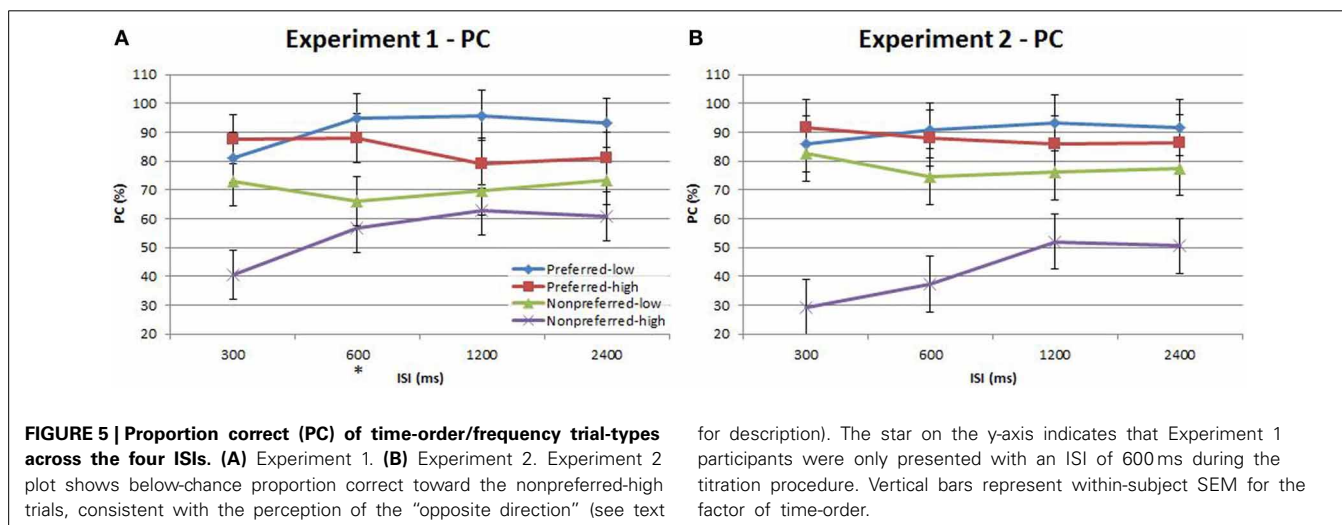 A
Experiment 1 - PC
110
100
90
80
70
60
50
40
30
20
PC (%)
300
600
1200
2400
*
ISI (ms)
Preferred-low
Preferred-high
Nonpreferred-low
Nonpreferred-high
B
Experiment 2 - PC
110
100
90
80
70
60
50
40
30
20
PC (%)
300
600
1200
2400
ISI (ms)
FIGURE 5 | Proportion correct (PC) of time-order/frequency trial-types
across the four ISIs. (A) Experiment 1. (B) Experiment 2. Experiment 2
plot shows below-chance proportion correct toward the nonpreferred-high
trials, consistent with the perception of the “opposite direction” (see text
for description). The star on the y-axis indicates that Experiment 1
participants were only presented with an ISI of 600 ms during the
titration procedure. Vertical bars represent within-subject SEM for the
factor of time-order.